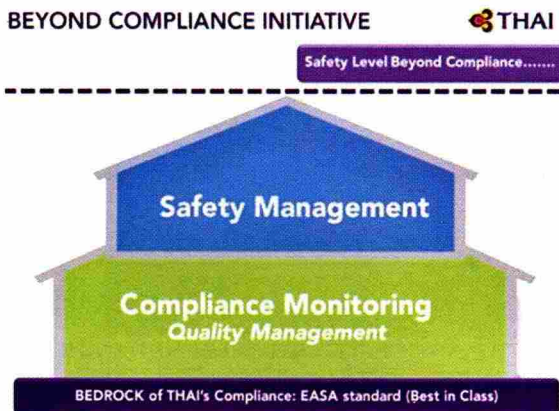 BEYOND COMPLIANCE INITIATIVE
THAI
Safety Level Beyond Compliance.......
Safety Management
Compliance Monitoring
Quality Management
BEDROCK of THAI's Compliance: EASA standard (Best in Class)